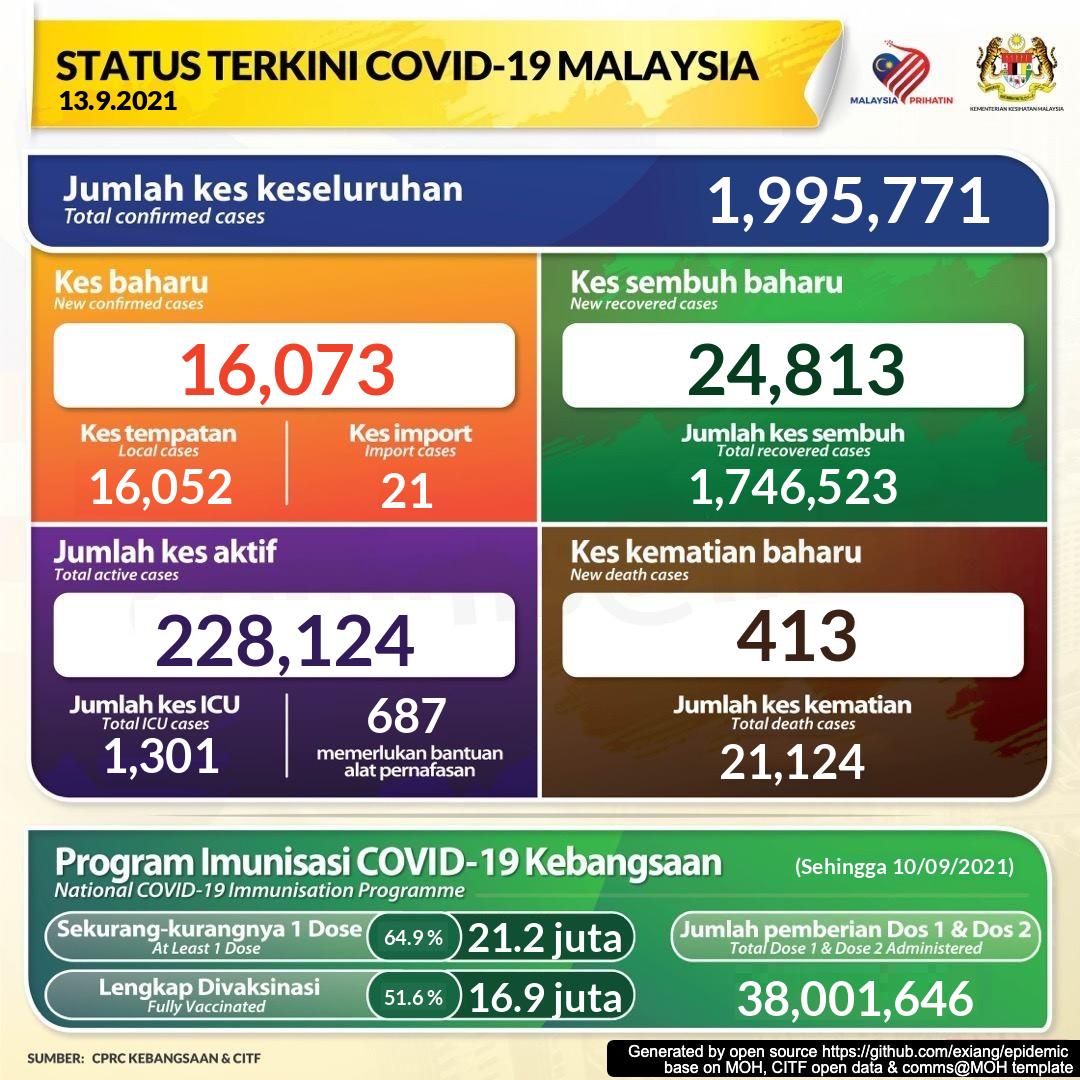 STATUS TERKINI COVID-19 MALAYSIA
13.9.2021
MALAYSIA PRIHATIN
KEMENTERIAN KESIHATAN MALAYSIA
Jumlah kes keseluruhan
Total confirmed cases
1,995,771
Kes baharu
New confirmed cases
16,073
Kes tempatan
Local cases
16,052
Kes import
Import cases
21
Kes sembuh baharu
New recovered cases
24,813
Jumlah kes sembuh
Total recovered cases
1,746,523
Jumlah kes aktif
Total active cases
228,124
Jumlah kes ICU
Total ICU cases
1,301
687
memerlukan bantuan
alat pernafasan
Kes kematian baharu
New death cases
413
Jumlah kes kematian
Total death cases
21,124
Program Imunisasi COVID-19 Kebangsaan
National COVID-19 Immunisation Programme
(Sehingga 10/09/2021)
Sekurang-kurangnya 1 Dose
At Least 1 Dose
64.9 %
21.2 juta
Lengkap Divaksinasi
Fully Vaccinated
51.6 %
16.9 juta
Jumlah pemberian Dos 1 & Dos 2
Total Dose 1 & Dose 2 Administered
38,001,646
SUMBER: CPRC KEBANGSAAN & CITF
Generated by open source https://github.com/exiang/epidemic
base on MOH, CITF open data & comms@MOH template